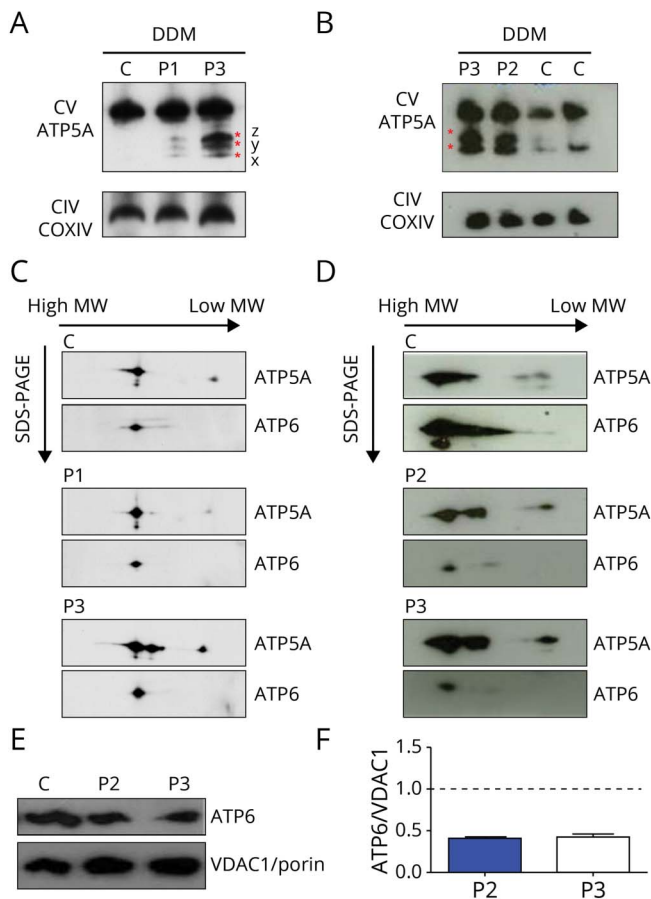 A
DDM
C P1 P3
CV
ATP5A
* z
* y
* x
CIV
COXIV
B
DDM
P3 P2 C C
CV
ATP5A
*
*
CIV
COXIV
C
High MW Low MW
SDS-PAGE
C
ATP5A
ATP6
P1
ATP5A
ATP6
P3
ATP5A
ATP6
D
High MW Low MW
SDS-PAGE
C
ATP5A
ATP6
P2
ATP5A
ATP6
P3
ATP5A
ATP6
E
C P2 P3
ATP6
VDAC1/porin
F
ATP6/VDAC1
1.5
1.0
0.5
0.0
P2 P3